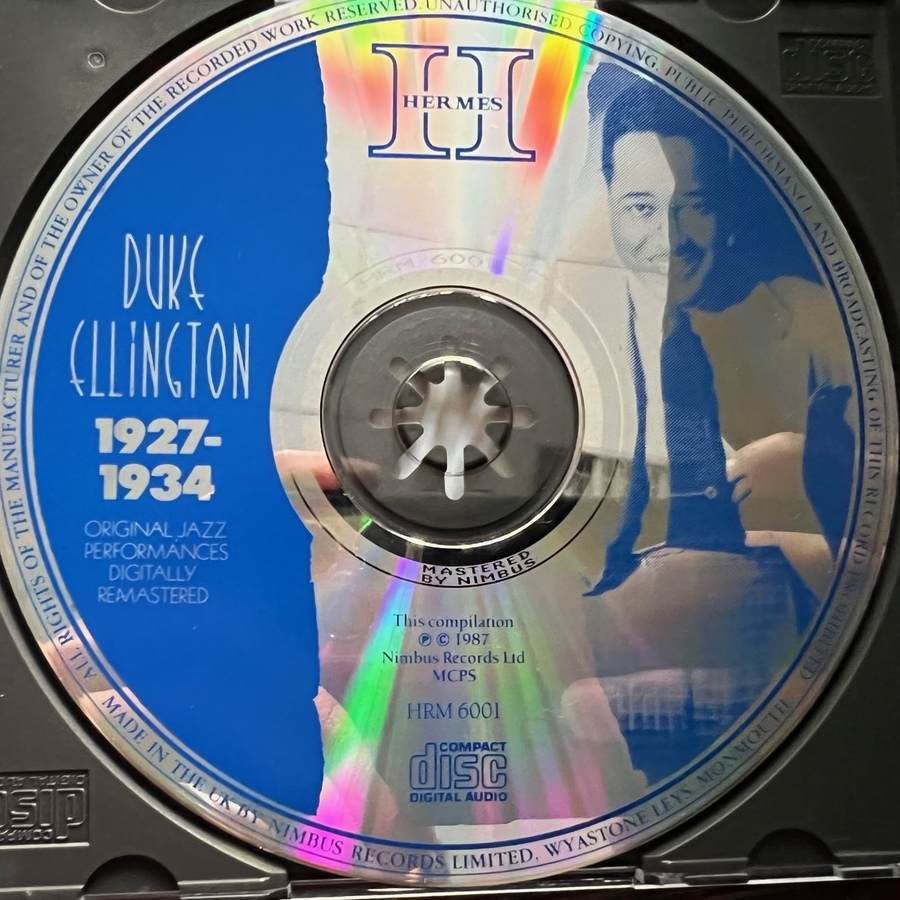 ALL RIGHTS OF THE MANUFACTURER AND OF THE OWNER OF THE RECORDED WORK RESERVED. UNAUTHORISED COPYING, PUBLIC PERFORMANCE AND BROADCASTING OF THIS RECORD PROHIBITED
HERMES
DUKE
ELLINGTON
1927-
1934
ORIGINAL JAZZ
PERFORMANCES
DIGITALLY
REMASTERED
MASTERED
BY NIMBUS
This compilation
℗ © 1987
Nimbus Records Ltd
MCPS
HRM 6001
COMPACT
disc
DIGITAL AUDIO
MADE IN THE UK BY NIMBUS RECORDS LIMITED, WYASTONE LEYS, MONMOUTH
disc